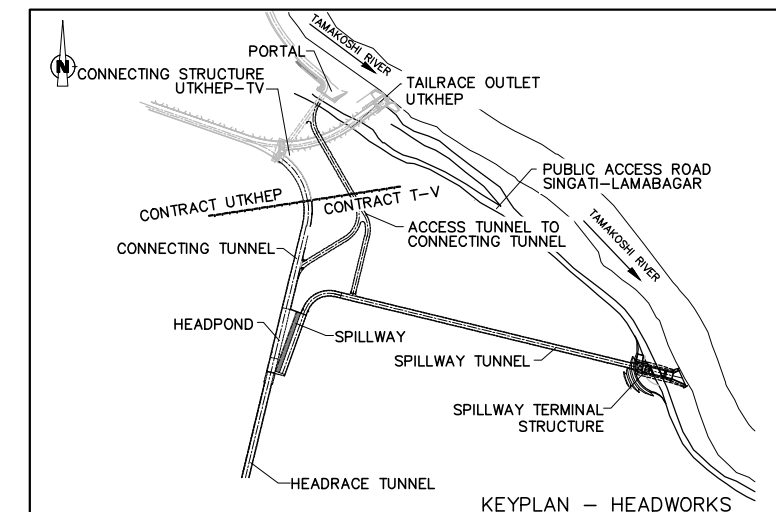 TAMAKOSHI RIVER
PORTAL
N
CONNECTING STRUCTURE
UTKHEP-TV
TAILRACE OUTLET
UTKHEP
PUBLIC ACCESS ROAD
SINGATI-LAMABAGAR
CONTRACT UTKHEP
CONTRACT T-V
TAMAKOSHI RIVER
ACCESS TUNNEL TO
CONNECTING TUNNEL
CONNECTING TUNNEL
HEADPOND
SPILLWAY
SPILLWAY TUNNEL
SPILLWAY TERMINAL
STRUCTURE
HEADRACE TUNNEL
KEYPLAN - HEADWORKS